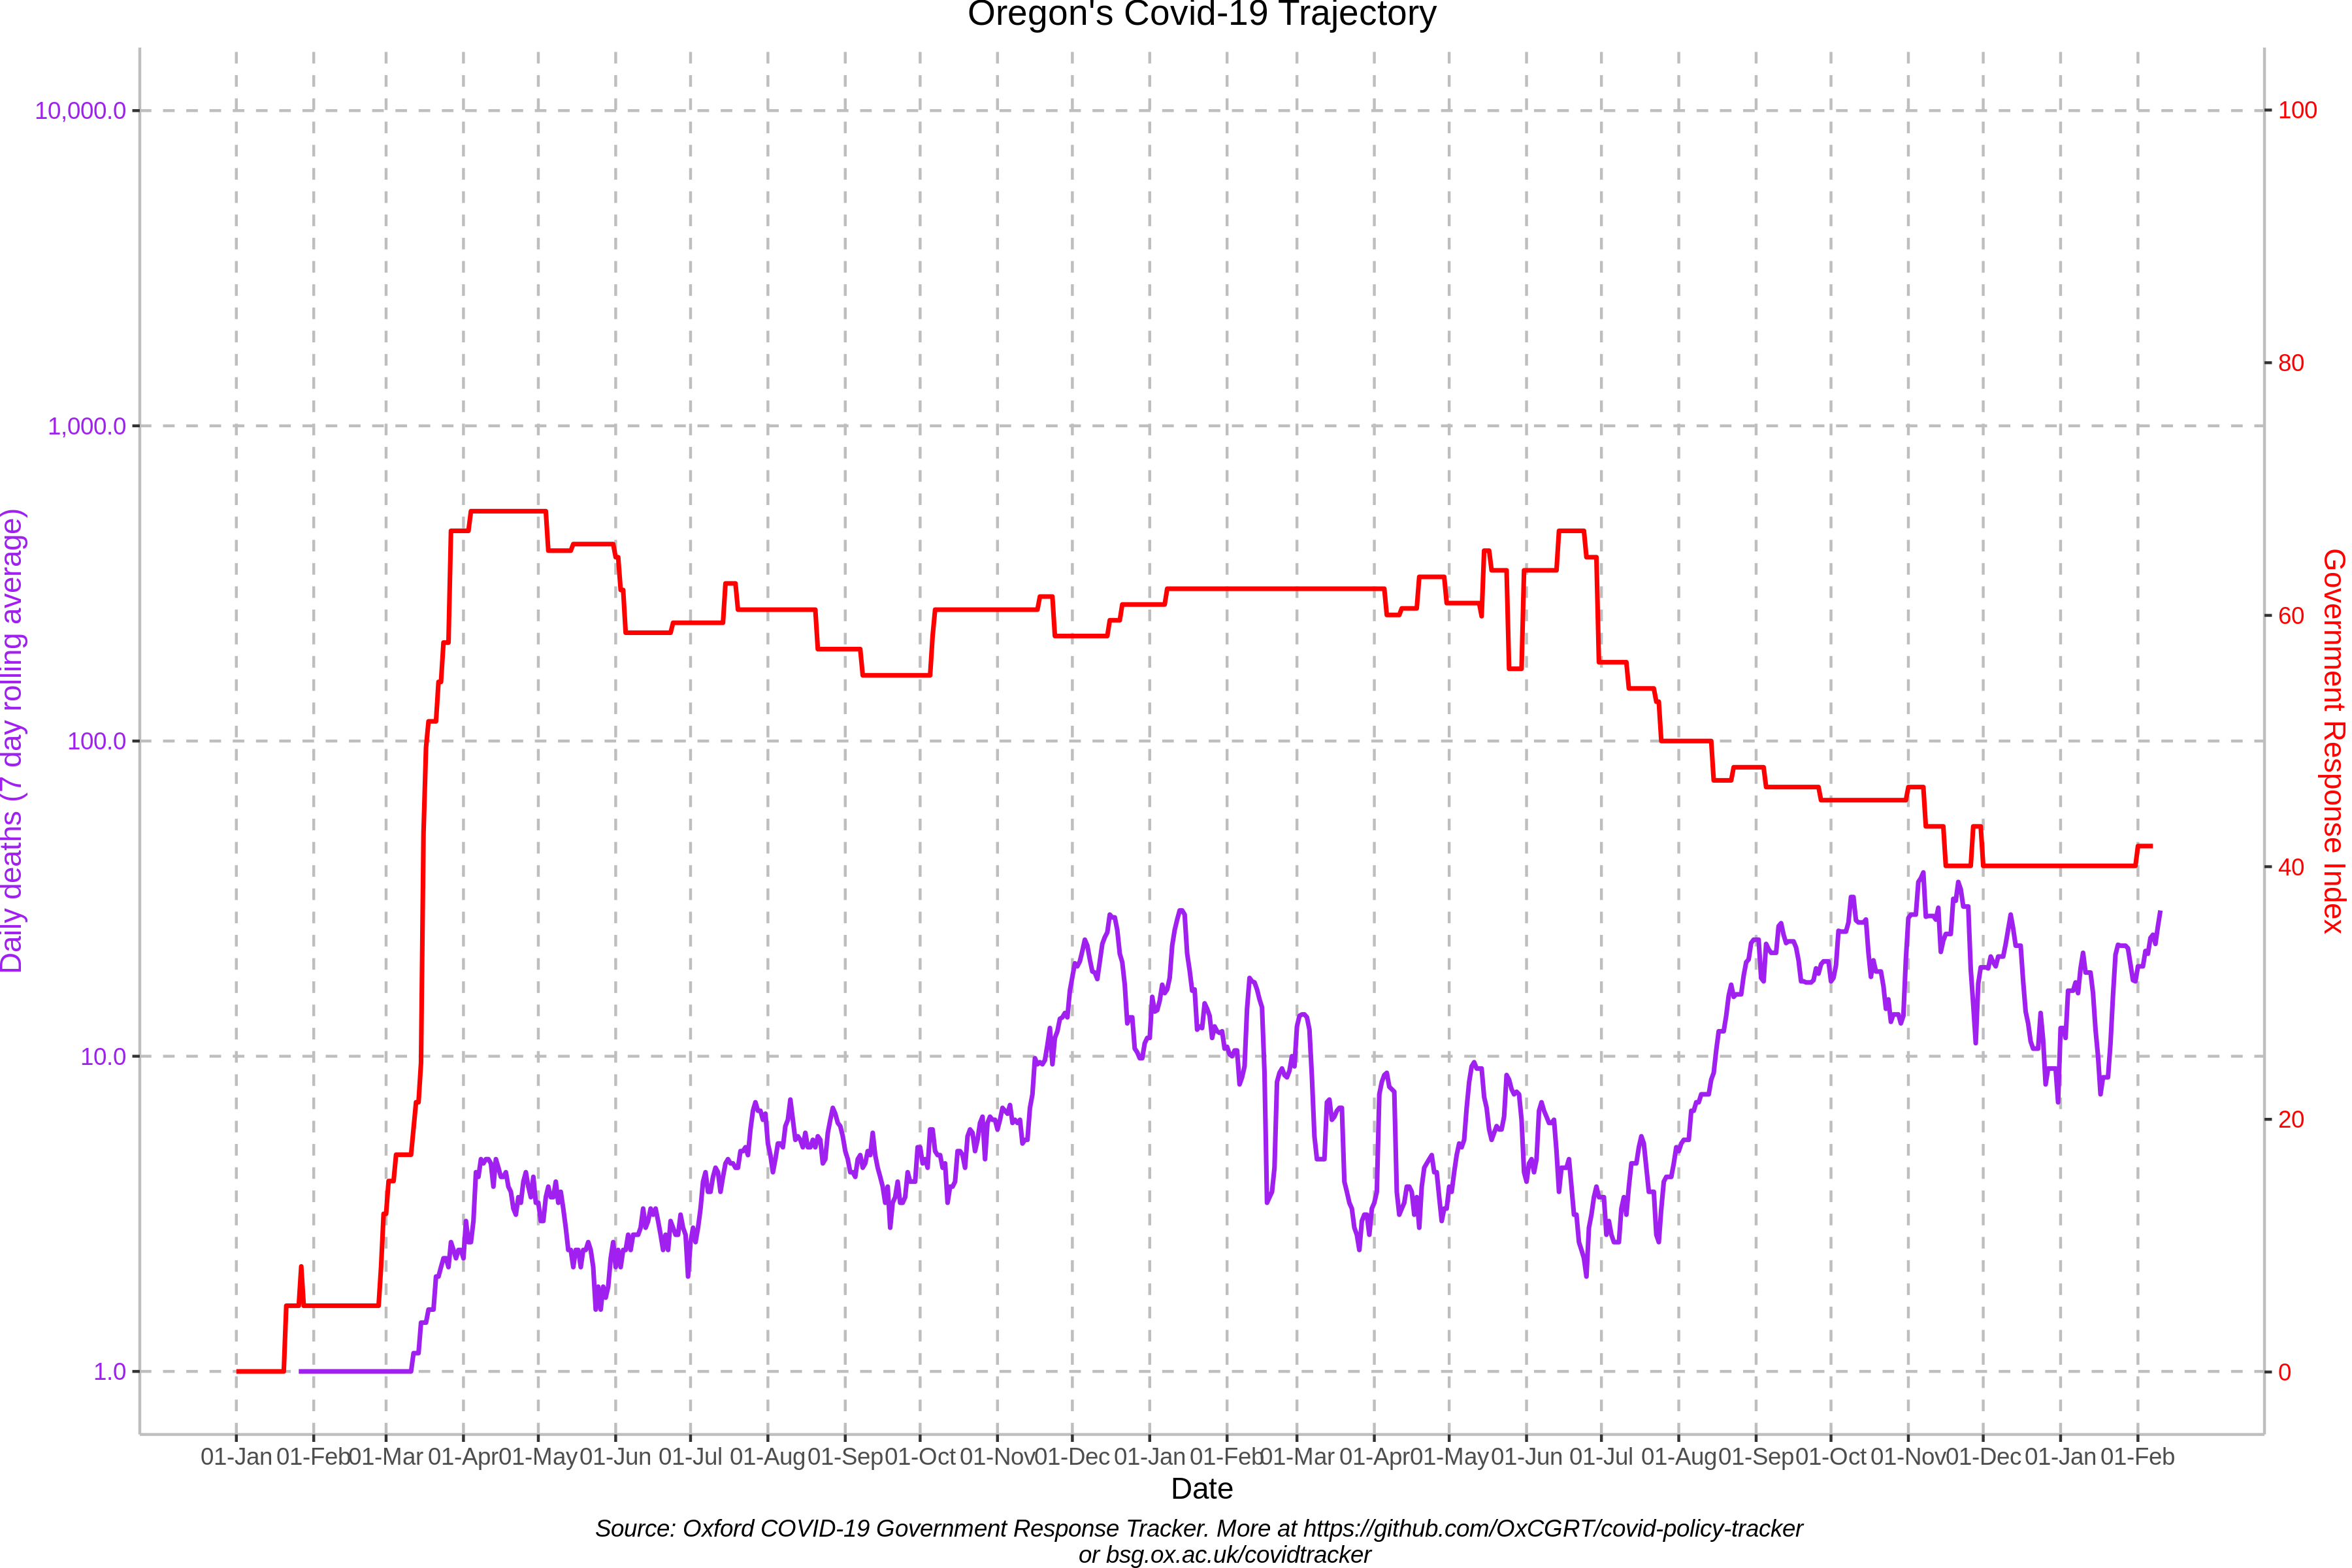 Oregon's Covid-19 Trajectory
10,000.0
1,000.0
100.0
10.0
1.0
Daily deaths (7 day rolling average)
100
80
60
40
20
0
Government Response Index
01-Jan 01-Feb 01-Mar 01-Apr 01-May 01-Jun 01-Jul 01-Aug 01-Sep 01-Oct 01-Nov 01-Dec 01-Jan 01-Feb 01-Mar 01-Apr 01-May 01-Jun 01-Jul 01-Aug 01-Sep 01-Oct 01-Nov 01-Dec 01-Jan 01-Feb
Date
Source: Oxford COVID-19 Government Response Tracker. More at https://github.com/OxCGRT/covid-policy-tracker
or bsg.ox.ac.uk/covidtracker